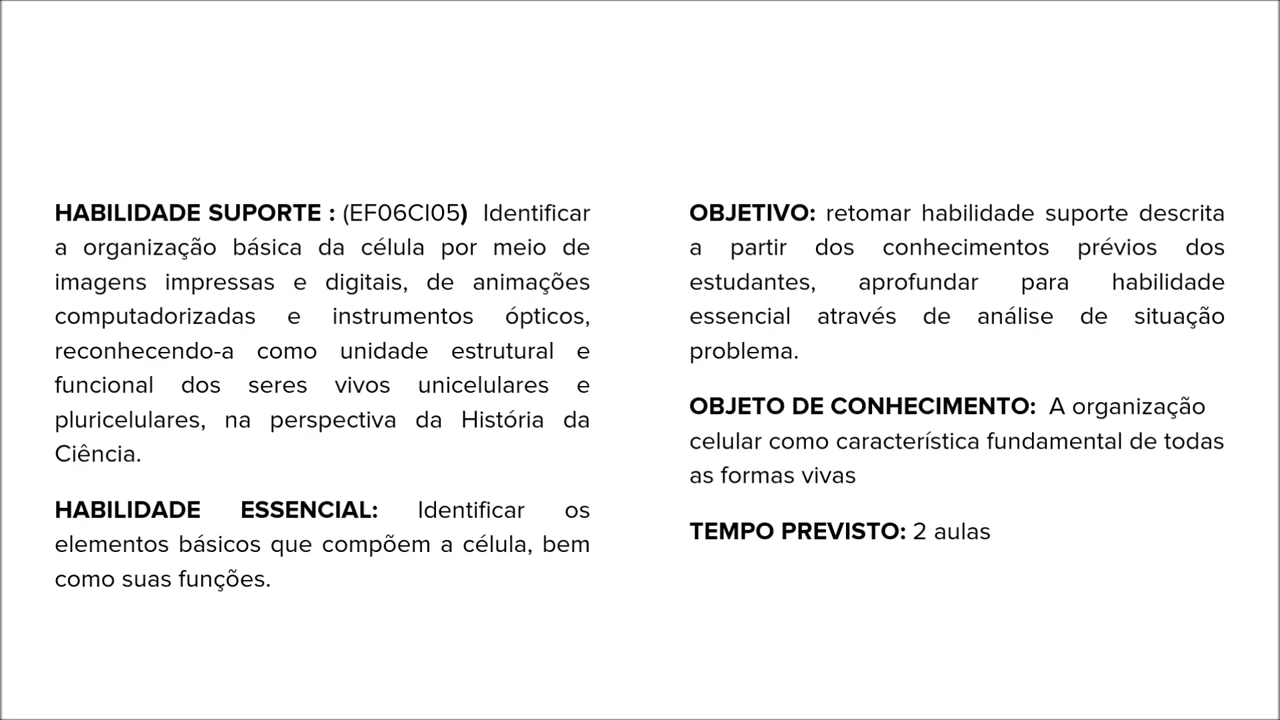 HABILIDADE SUPORTE : (EF06CI05) Identificar
a organização básica da célula por meio de
imagens impressas e digitais, de animações
computadorizadas e instrumentos ópticos,
reconhecendo-a como unidade estrutural e
funcional dos seres vivos unicelulares e
pluricelulares, na perspectiva da História da
Ciência.
HABILIDADE ESSENCIAL: Identificar os
elementos básicos que compõem a célula, bem
como suas funções.
OBJETIVO: retomar habilidade suporte descrita
a partir dos conhecimentos prévios dos
estudantes, aprofundar para habilidade
essencial através de análise de situação
problema.
OBJETO DE CONHECIMENTO: A organização
celular como característica fundamental de todas
as formas vivas
TEMPO PREVISTO: 2 aulas